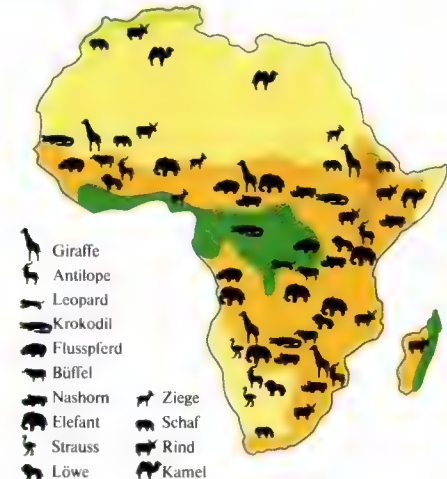 Giraffe
Antilope
Leopard
Krokodil
Flusspferd
Büffel
Nashorn
Elefant
Strauss
Löwe
Ziege
Schaf
Rind
Kamel